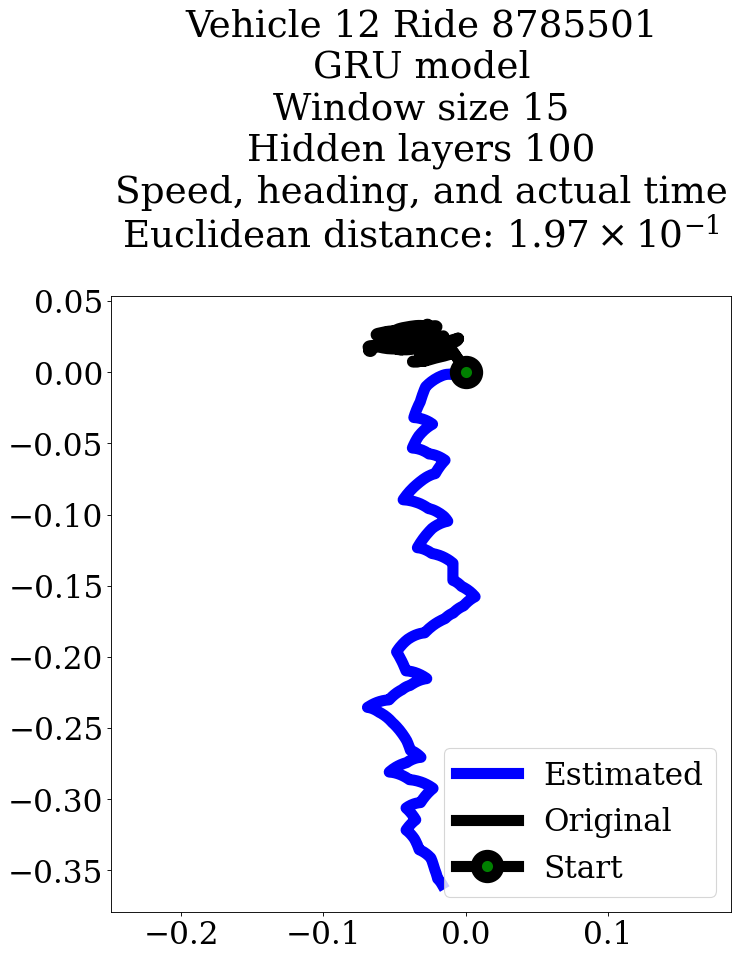 Vehicle 12 Ride 8785501
GRU model
Window size 15
Hidden layers 100
Speed, heading, and actual time
Euclidean distance: 1.97 × 10⁻¹
0.05
0.00
−0.05
−0.10
−0.15
−0.20
−0.25
−0.30
−0.35
Estimated
Original
Start
−0.2
−0.1
0.0
0.1